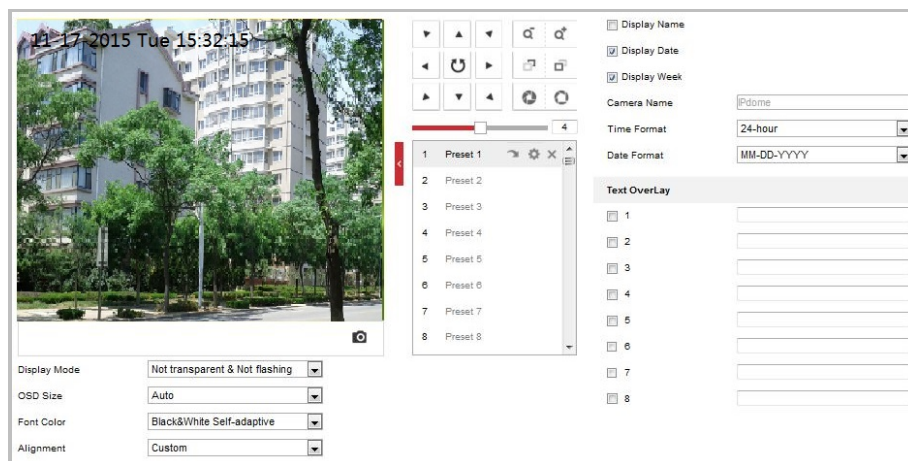 11-17-2015 Tue 15:32:15
Display Mode Not transparent & Not flashing
OSD Size Auto
Font Color Black&White Self-adaptive
Alignment Custom
4
1 Preset 1
2 Preset 2
3 Preset 3
4 Preset 4
5 Preset 5
6 Preset 6
7 Preset 7
8 Preset 8
Display Name
Display Date
Display Week
Camera Name IPdome
Time Format 24-hour
Date Format MM-DD-YYYY
Text OverLay
1
2
3
4
5
6
7
8